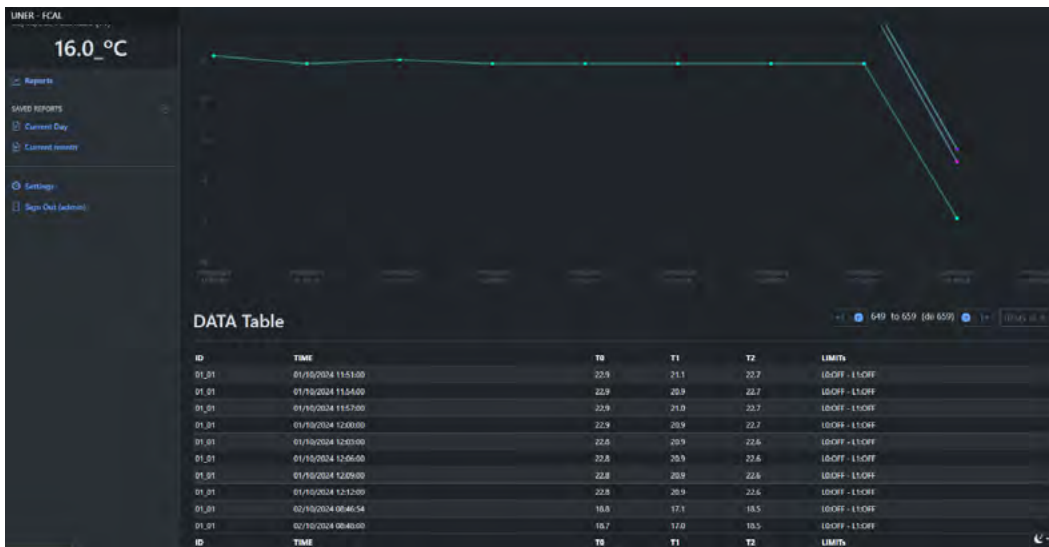 UNER - FCAL
16.0_ºC
Reports
SAVED REPORTS
Current Day
Current month
Settings
Sign Out (admin)
DATA Table
649 to 659 (de 659)
ID TIME T0 T1 T2 LIMITs
01_01 01/10/2024 11:51:00 22.9 21.1 22.7 L0:OFF - L1:OFF
01_01 01/10/2024 11:54:00 22.9 20.9 22.7 L0:OFF - L1:OFF
01_01 01/10/2024 11:57:00 22.9 21.0 22.7 L0:OFF - L1:OFF
01_01 01/10/2024 12:00:00 22.9 20.9 22.7 L0:OFF - L1:OFF
01_01 01/10/2024 12:03:00 22.8 20.9 22.6 L0:OFF - L1:OFF
01_01 01/10/2024 12:06:00 22.8 20.9 22.6 L0:OFF - L1:OFF
01_01 01/10/2024 12:09:00 22.8 20.9 22.6 L0:OFF - L1:OFF
01_01 01/10/2024 12:12:00 22.8 20.9 22.6 L0:OFF - L1:OFF
01_01 02/10/2024 08:46:54 18.8 17.1 18.5 L0:OFF - L1:OFF
01_01 02/10/2024 08:48:00 18.7 17.0 18.5 L0:OFF - L1:OFF
ID TIME T0 T1 T2 LIMITs